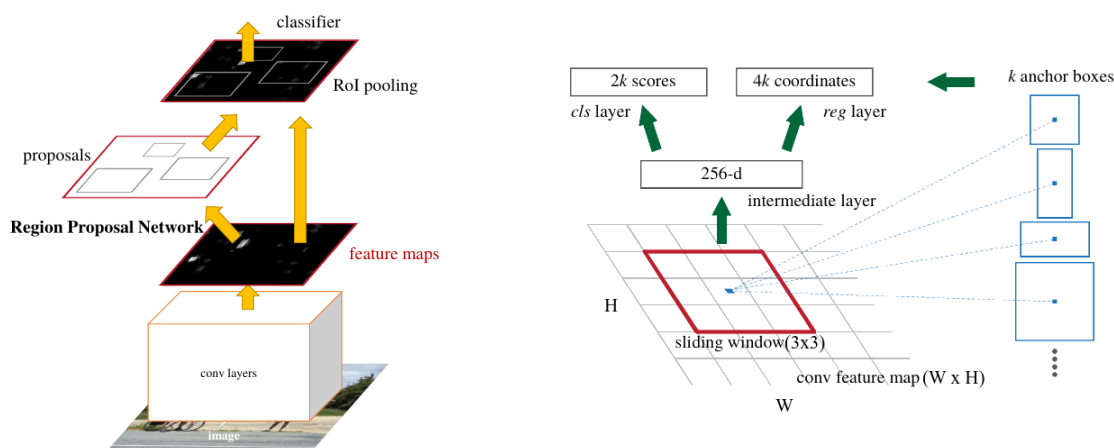 classifier
RoI pooling
proposals
Region Proposal Network
feature maps
conv layers
image
2k scores
4k coordinates
k anchor boxes
cls layer
reg layer
256-d
intermediate layer
H
sliding window(3x3)
conv feature map(W x H)
W